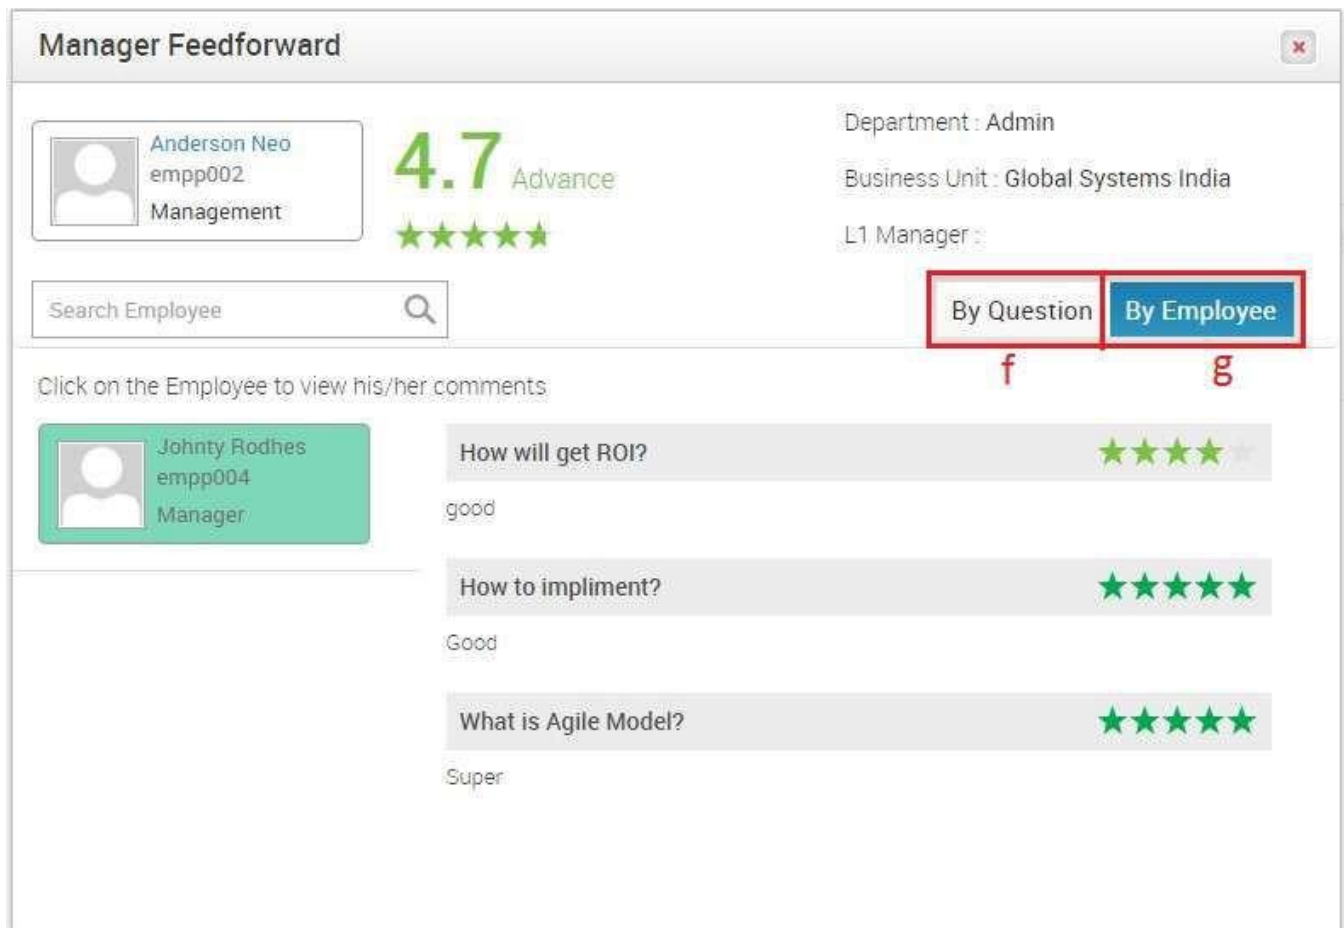 Manager Feedforward
Anderson Neo
empp002
Management
4.7 Advance
Department : Admin
Business Unit : Global Systems India
L1 Manager :
Search Employee
By Question
By Employee
f
g
Click on the Employee to view his/her comments
Johnty Rodhes
empp004
Manager
How will get ROI?
good
How to impliment?
Good
What is Agile Model?
Super